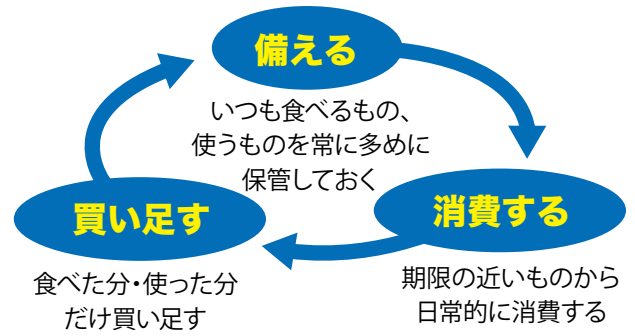 備える
いつも食べるもの、
使うものを常に多めに
保管しておく
消費する
期限の近いものから
日常的に消費する
買い足す
食べた分・使った分
だけ買い足す